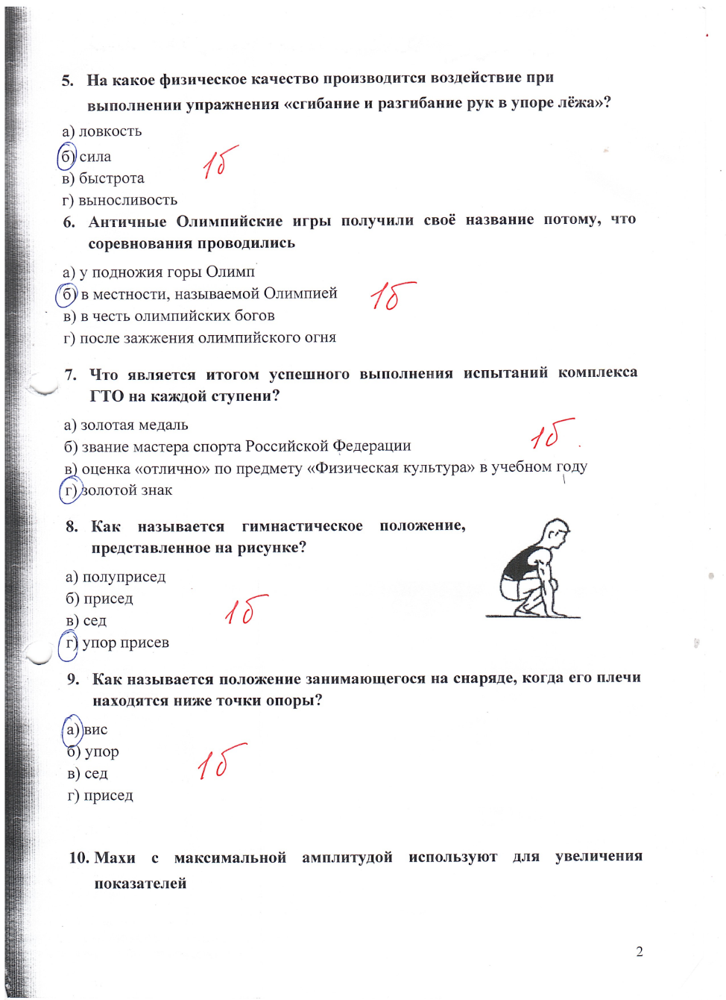 5. На какое физическое качество производится воздействие при
выполнении упражнения «сгибание и разгибание рук в упоре лёжа»?
а) ловкость
б) сила
1б
в) быстрота
г) выносливость
6. Античные Олимпийские игры получили своё название потому, что
соревнования проводились
а) у подножия горы Олимп
б) в местности, называемой Олимпией
1б
в) в честь олимпийских богов
г) после зажжения олимпийского огня
7. Что является итогом успешного выполнения испытаний комплекса
ГТО на каждой ступени?
а) золотая медаль
б) звание мастера спорта Российской Федерации
1б
в) оценка «отлично» по предмету «Физическая культура» в учебном году
г) золотой знак
8. Как называется гимнастическое положение,
представленное на рисунке?
а) полуприсед
б) присед
1б
в) сед
г) упор присев
9. Как называется положение занимающегося на снаряде, когда его плечи
находятся ниже точки опоры?
а) вис
б) упор
1б
в) сед
г) присед
10. Махи с максимальной амплитудой используют для увеличения
показателей
2